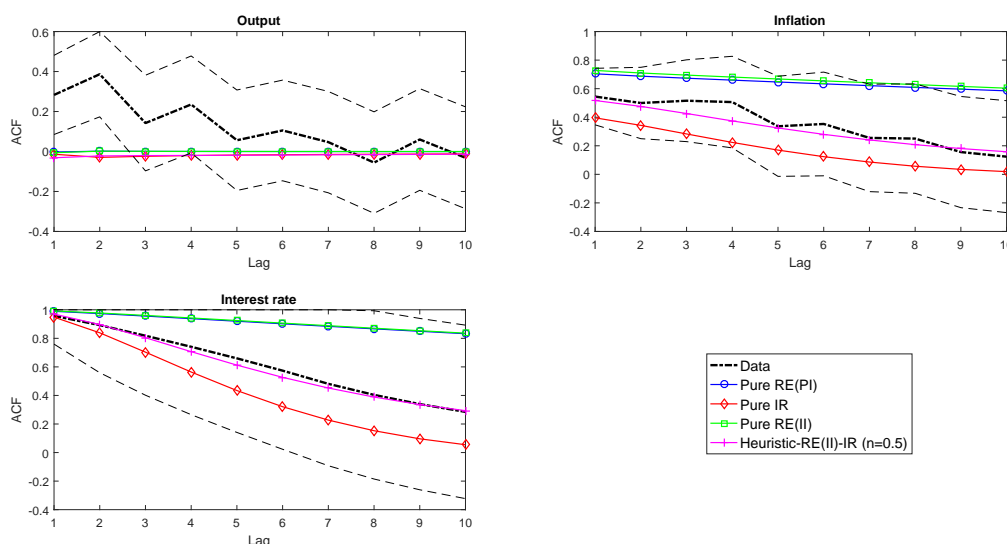 Output
ACF
0.6
0.4
0.2
0
-0.2
-0.4
1 2 3 4 5 6 7 8 9 10
Lag
Inflation
ACF
1
0.8
0.6
0.4
0.2
0
-0.2
-0.4
1 2 3 4 5 6 7 8 9 10
Lag
Interest rate
ACF
1
0.8
0.6
0.4
0.2
0
-0.2
-0.4
1 2 3 4 5 6 7 8 9 10
Lag
Data
Pure RE(PI)
Pure IR
Pure RE(II)
Heuristic-RE(II)-IR (n=0.5)